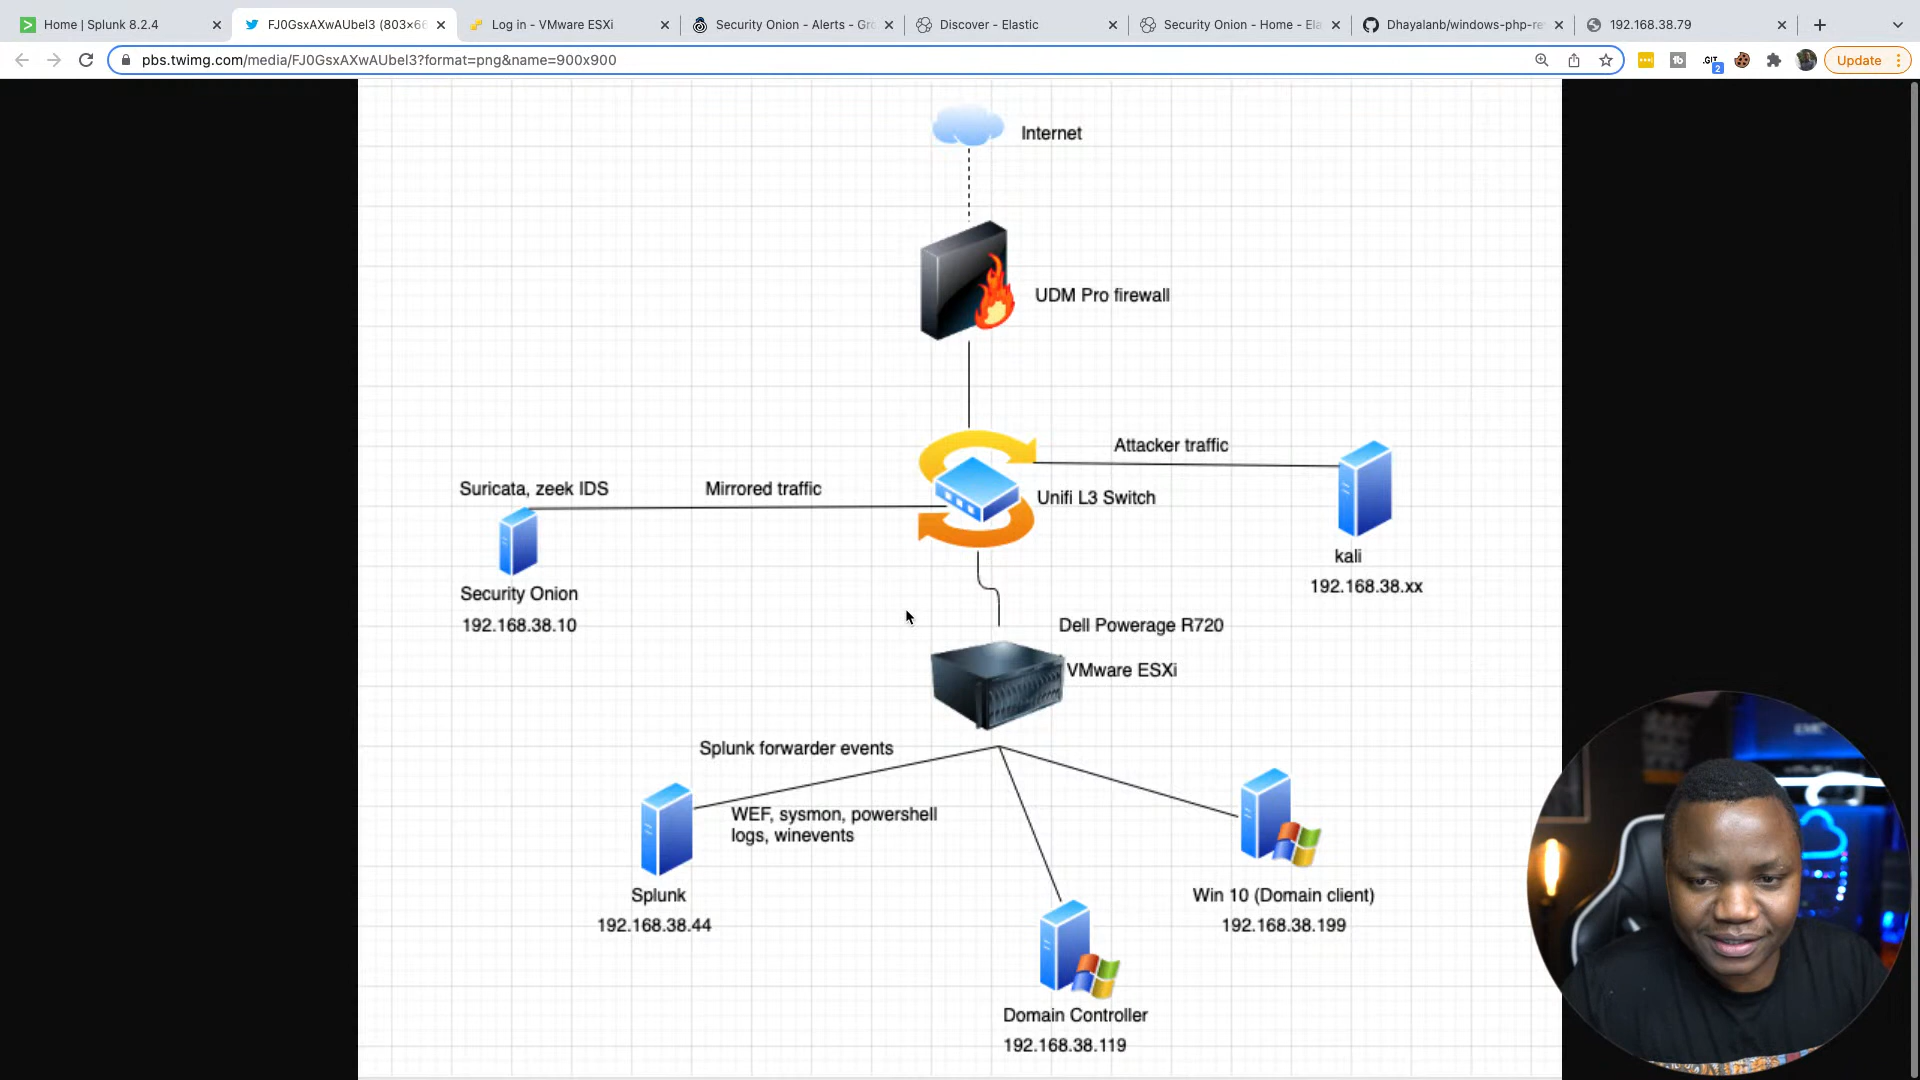 Home | Splunk 8.2.4
FJ0GsxAXwAUbel3 (803×66
Log in - VMware ESXi
Security Onion - Alerts - Gro
Discover - Elastic
Security Onion - Home - Ela
Dhayalanb/windows-php-re
192.168.38.79
pbs.twimg.com/media/FJ0GsxAXwAUbel3?format=png&name=900x900
.GIT
2
Update
Internet
UDM Pro firewall
Attacker traffic
Suricata, zeek IDS
Mirrored traffic
Unifi L3 Switch
kali
192.168.38.xx
Security Onion
192.168.38.10
Dell Powerage R720
VMware ESXi
Splunk forwarder events
WEF, sysmon, powershell
logs, winevents
Splunk
192.168.38.44
Win 10 (Domain client)
192.168.38.199
Domain Controller
192.168.38.119